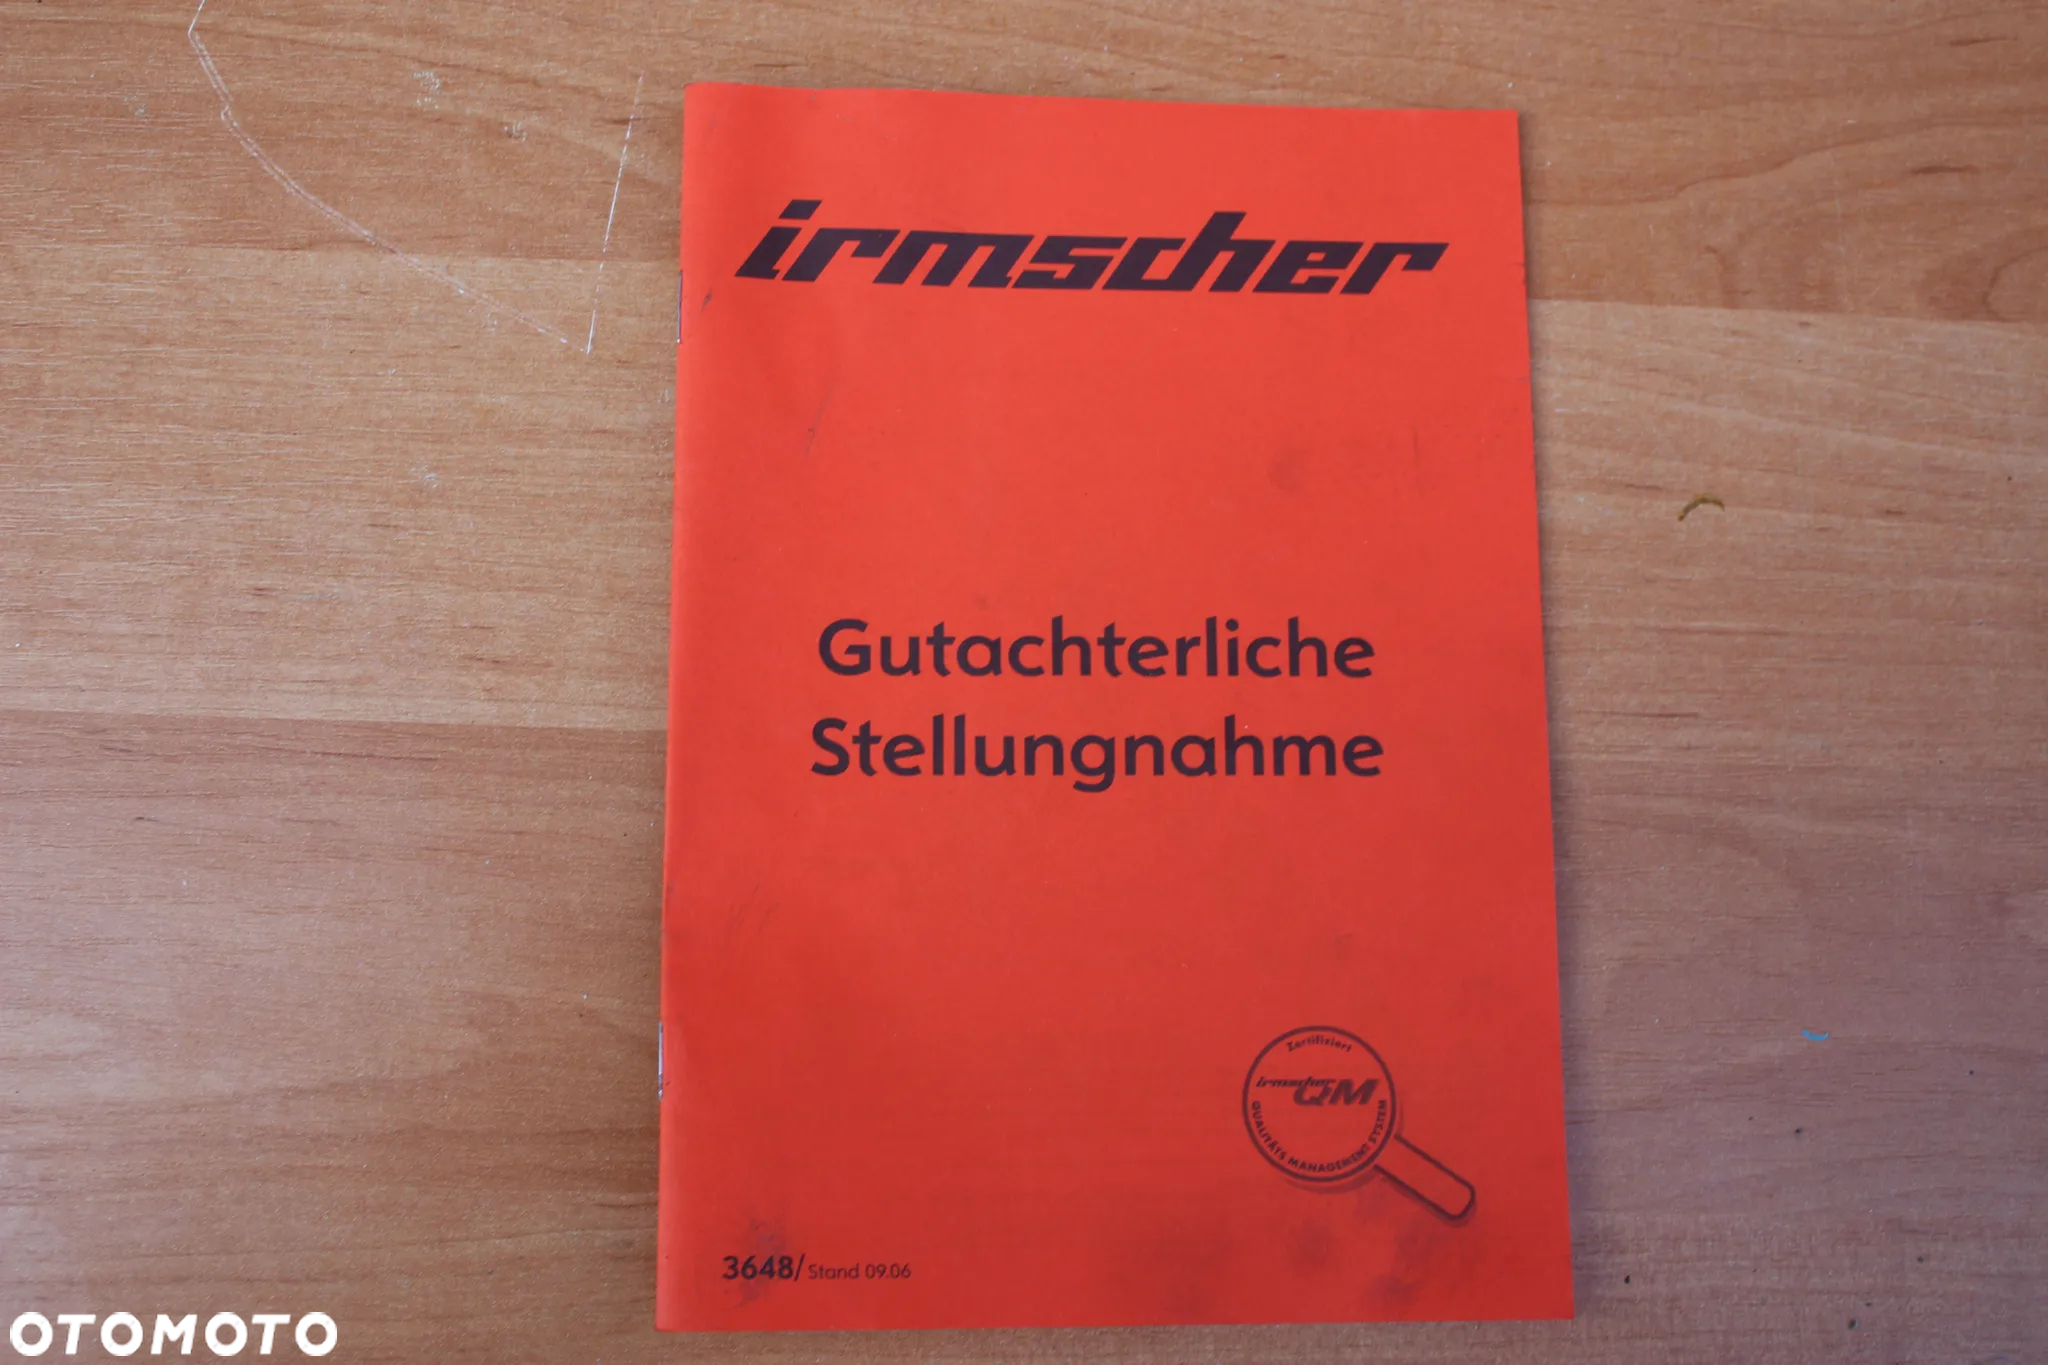 irmscher
Gutachterliche
Stellungnahme
Zertifiziert
irmscher
QM
QUALITÄTS MANAGEMENT SYSTEM
3648/ Stand 09.06
OTOMOTO